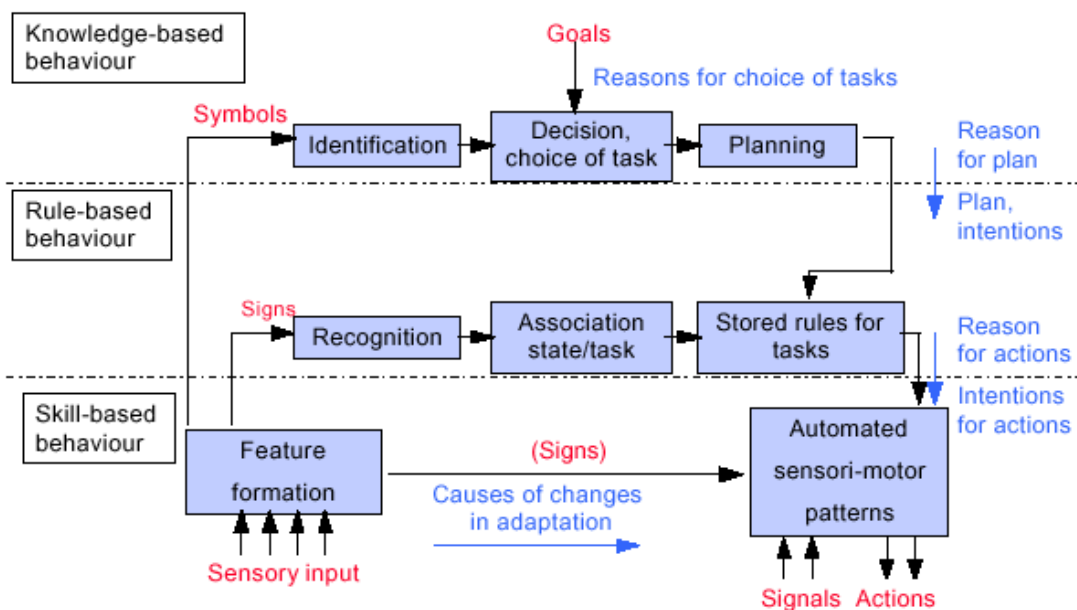 Knowledge-based
behaviour
Goals
Reasons for choice of tasks
Symbols
Identification
Decision,
choice of task
Planning
Reason
for plan
Rule-based
behaviour
Plan,
intentions
Signs
Recognition
Association
state/task
Stored rules for
tasks
Reason
for actions
Skill-based
behaviour
Intentions
for actions
Feature
formation
(Signs)
Causes of changes
in adaptation
Automated
sensori-motor
patterns
Sensory input
Signals
Actions